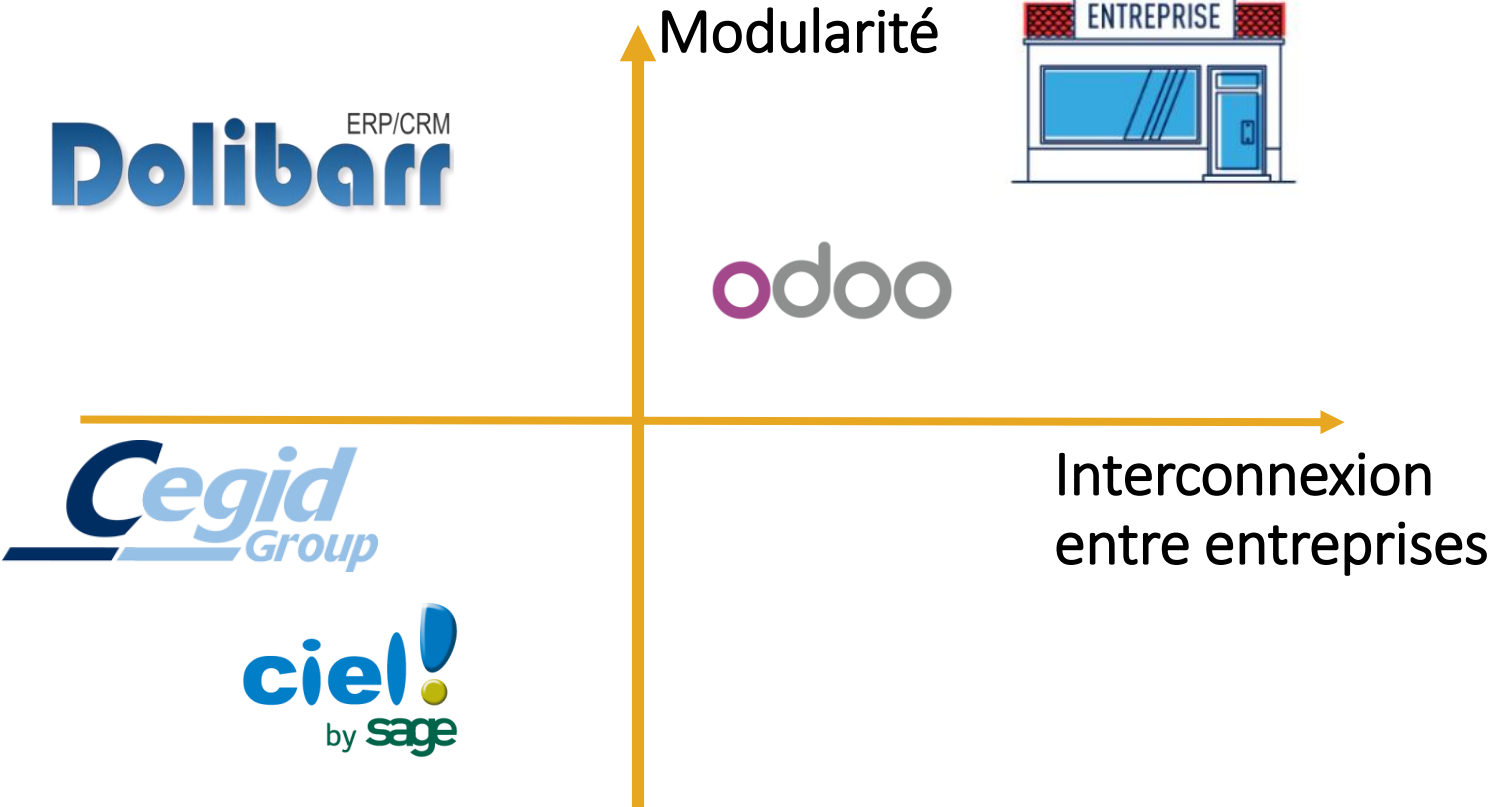 Modularité
ENTREPRISE
ERP/CRM
Dolibarr
odoo
Cegid
Group
Interconnexion
entre entreprises
ciel!
by sage